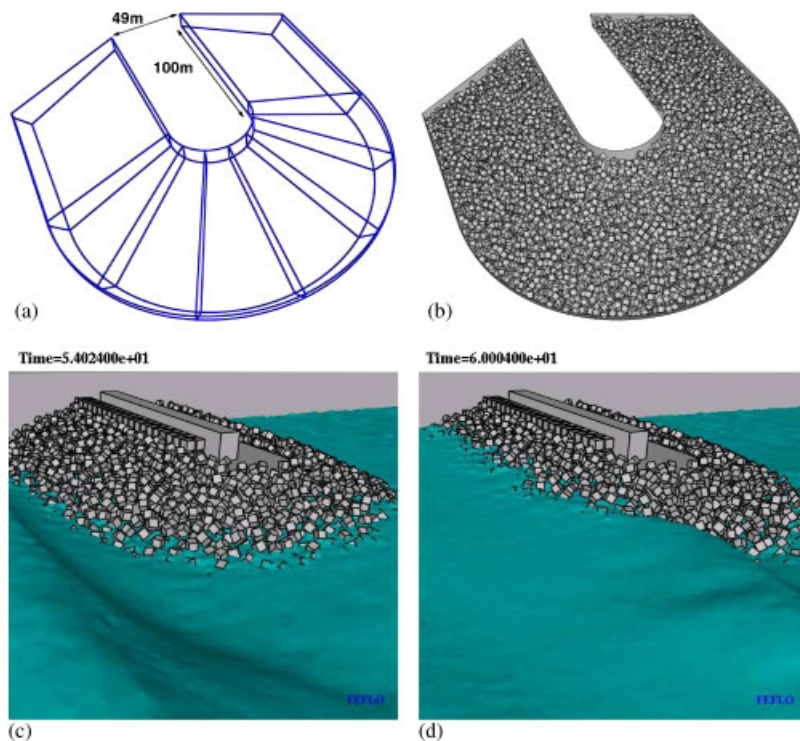 49m
100m
(a)
(b)
Time=5.402400e+01
Time=6.000400e+01
FEFLO
FEFLO
(c)
(d)